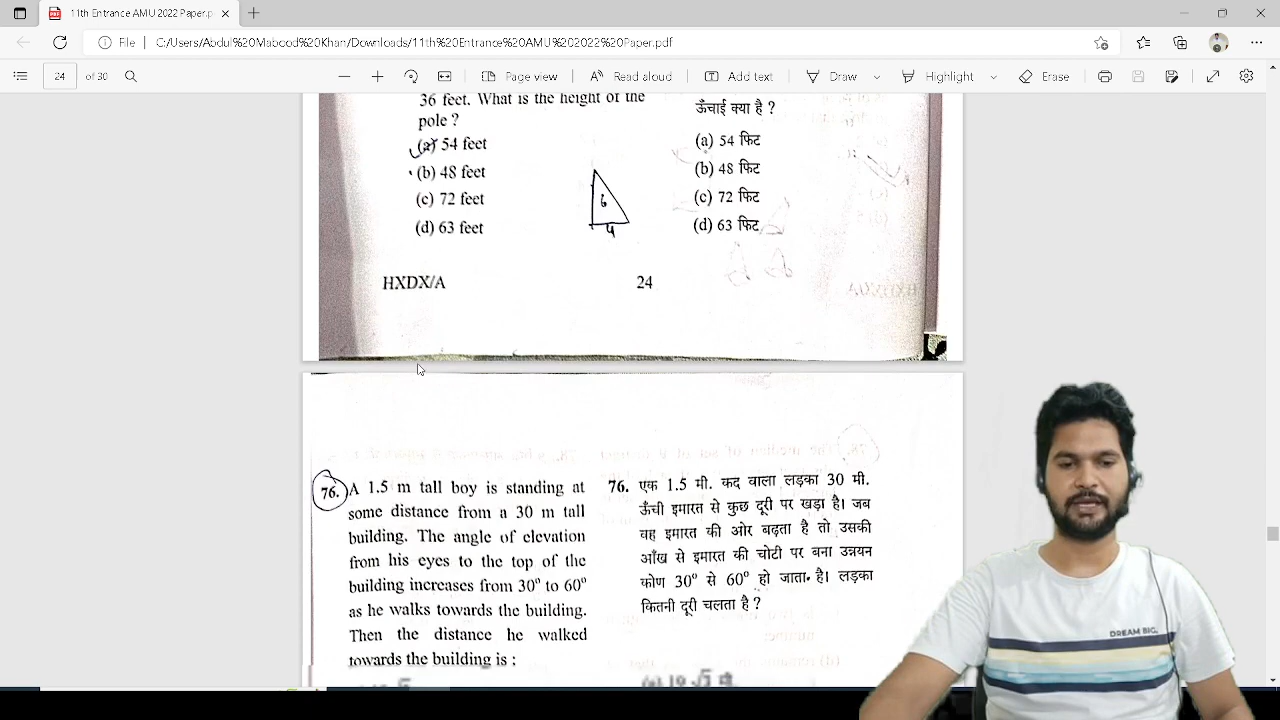 11th Entrance AMU 2022 Paper.p
File
C:/Users/Abdul%20Mabood%20Khan/Downloads/11th%20Entrance%20AMU%202022%20Paper.pdf
24 of 30
Page view
Read aloud
Add text
Draw
Highlight
Erase
36 feet. What is the height of the
pole ?
(a) 54 feet
(b) 48 feet
(c) 72 feet
(d) 63 feet
6
4
ऊँचाई क्या है ?
(a) 54 फिट
(b) 48 फिट
(c) 72 फिट
(d) 63 फिट
HXDX/A
24
76. A 1.5 m tall boy is standing at
some distance from a 30 m tall
building. The angle of elevation
from his eyes to the top of the
building increases from 30° to 60°
as he walks towards the building.
Then the distance he walked
towards the building is :
76. एक 1.5 मी. कद वाला लड़का 30 मी.
ऊँची इमारत से कुछ दूरी पर खड़ा है। जब
वह इमारत की ओर बढ़ता है तो उसकी
आँख से इमारत की चोटी पर बना उन्नयन
कोण 30° से 60° हो जाता है। लड़का
कितनी दूरी चलता है ?
DREAM BIG.